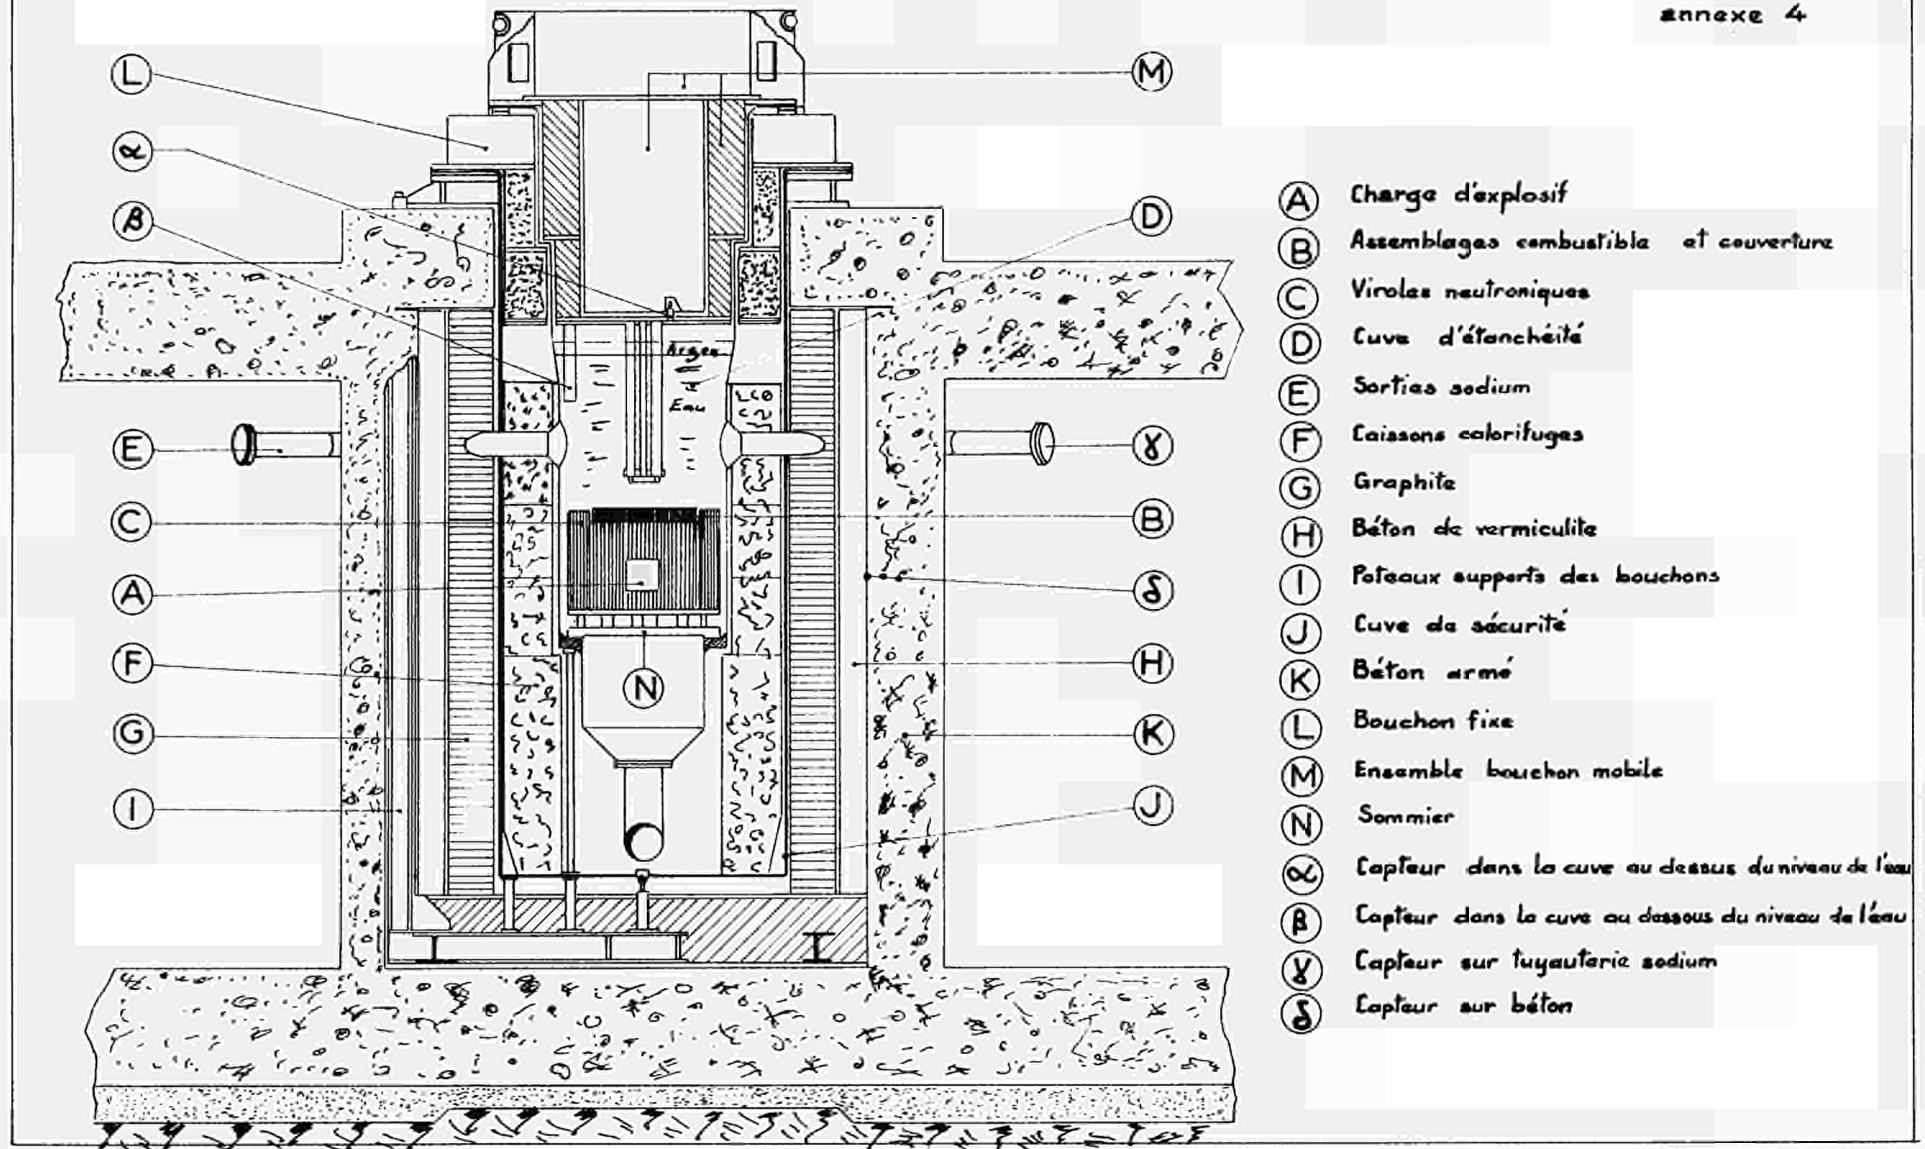 annexe 4
L
α
β
E
C
A
F
G
I
M
D
γ
B
δ
H
K
J
N
Argon
Eau
A Charge d'explosif
B Assemblages combustible et couverture
C Viroles neutroniques
D Cuve d'étanchéité
E Sorties sodium
F Caissons calorifuges
G Graphite
H Béton de vermiculite
I Poteaux supports des bouchons
J Cuve de sécurité
K Béton armé
L Bouchon fixe
M Ensemble bouchon mobile
N Sommier
α Capteur dans la cuve au dessus du niveau de l'eau
β Capteur dans la cuve au dessous du niveau de l'éau
γ Capteur sur tuyauterie sodium
δ Capteur sur béton